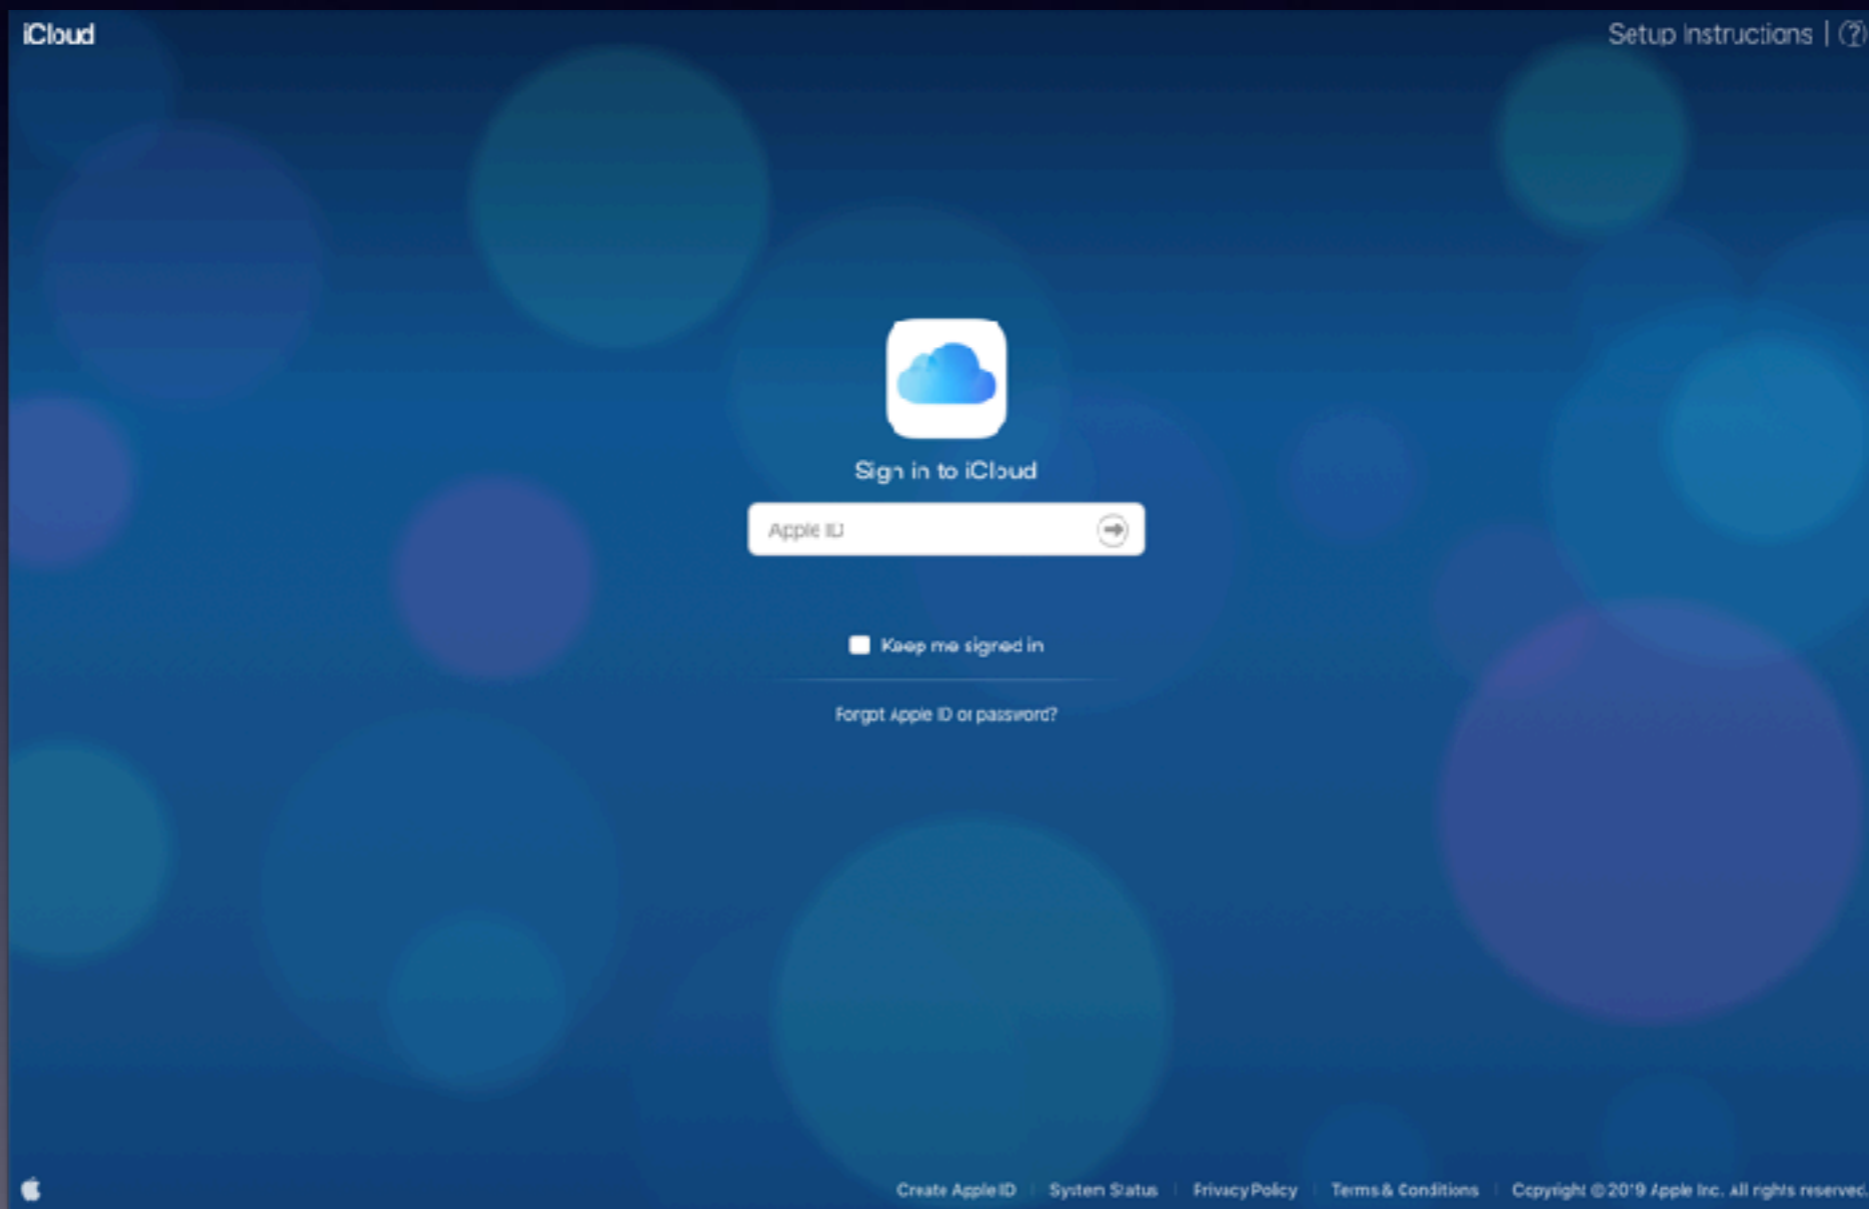 iCloud
Setup Instructions | ?
Sign in to iCloud
Apple ID
Keep me signed in
Forgot Apple ID or password?
Create Apple ID | System Status | Privacy Policy | Terms & Conditions | Copyright © 2019 Apple Inc. All rights reserved.